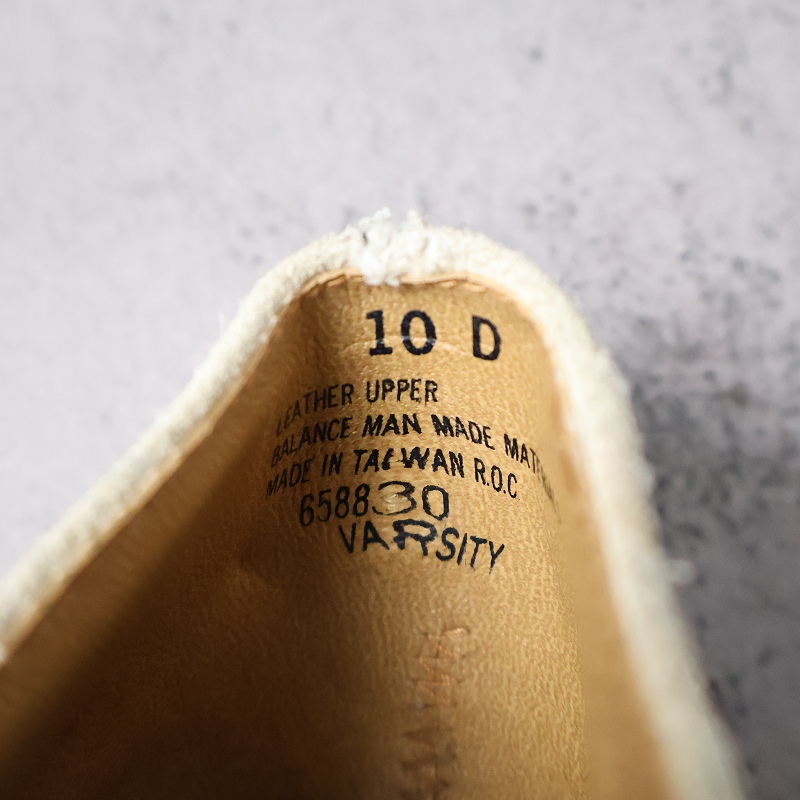 10 D
LEATHER UPPER
BALANCE MAN MADE
MADE IN TAIWAN R.O.C
658830
VARSITY